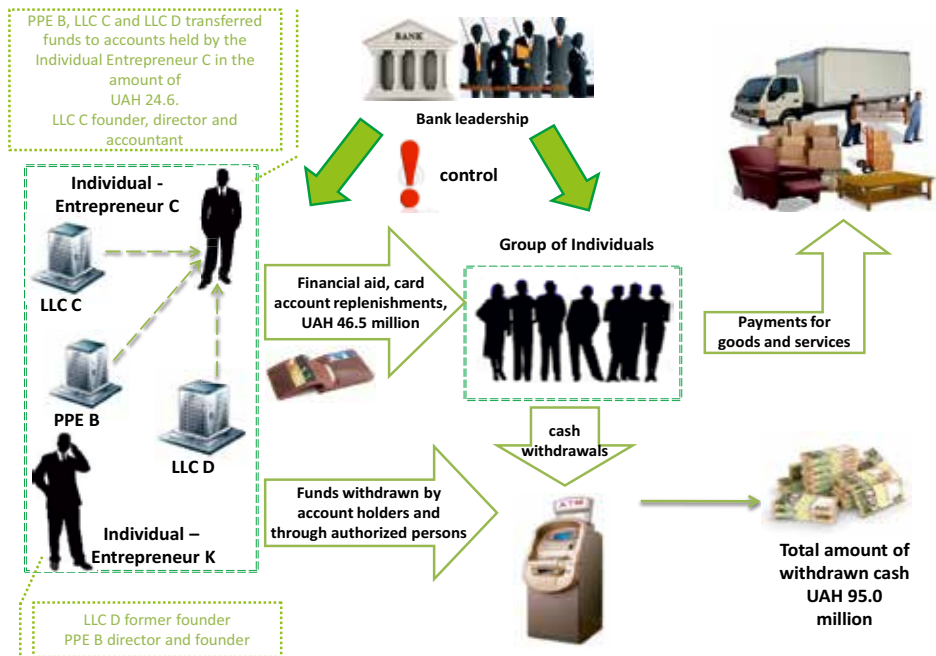 PPE B, LLC C and LLC D transferred
funds to accounts held by the
Individual Entrepreneur C in the
amount of
UAH 24.6.
LLC C founder, director and
accountant
BANK
Bank leadership
control
Individual -
Entrepreneur C
LLC C
PPE B
LLC D
Individual –
Entrepreneur K
Financial aid, card
account replenishments,
UAH 46.5 million
Group of Individuals
Payments for
goods and services
cash
withdrawals
Funds withdrawn by
account holders and
through authorized persons
ATM
Total amount of
withdrawn cash
UAH 95.0
million
LLC D former founder
PPE B director and founder